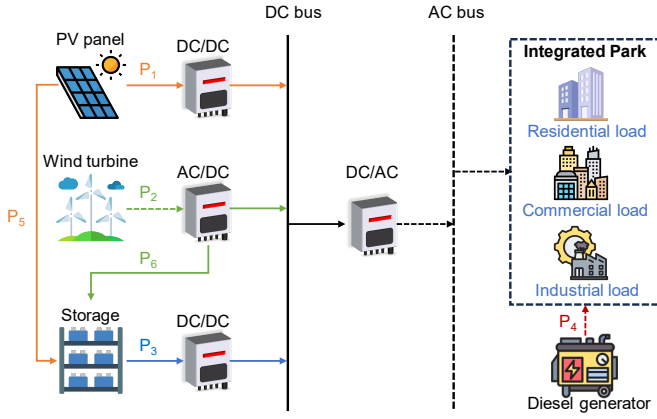 DC bus
AC bus
PV panel
DC/DC
P1
Integrated Park
Residential load
Wind turbine
AC/DC
DC/AC
P2
P5
Commercial load
P6
Industrial load
Storage
DC/DC
P3
P4
Diesel generator